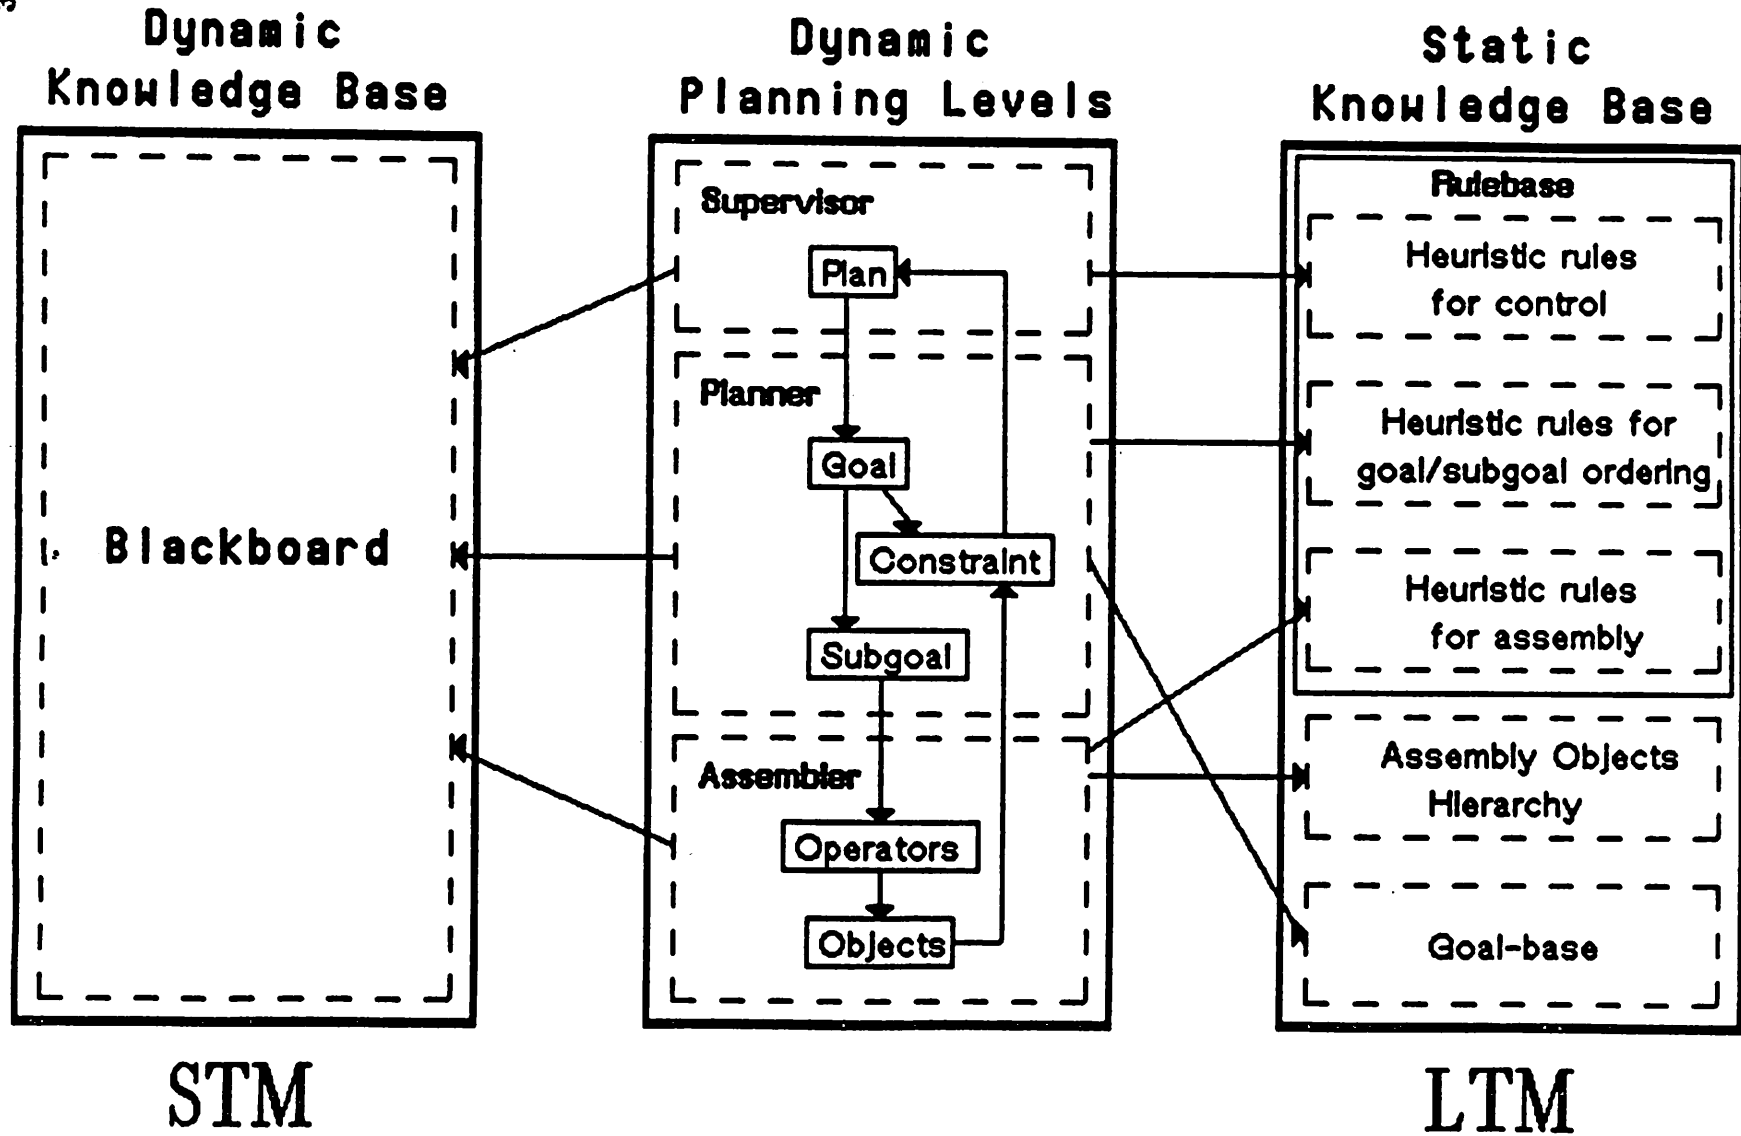 Dynamic
Knowledge Base
Blackboard
STM
Dynamic
Planning Levels
Supervisor
Plan
Planner
Goal
Constraint
Subgoal
Assembler
Operators
Objects
Static
Knowledge Base
Rulebase
Heuristic rules
for control
Heuristic rules for
goal/subgoal ordering
Heuristic rules
for assembly
Assembly Objects
Hierarchy
Goal-base
LTM